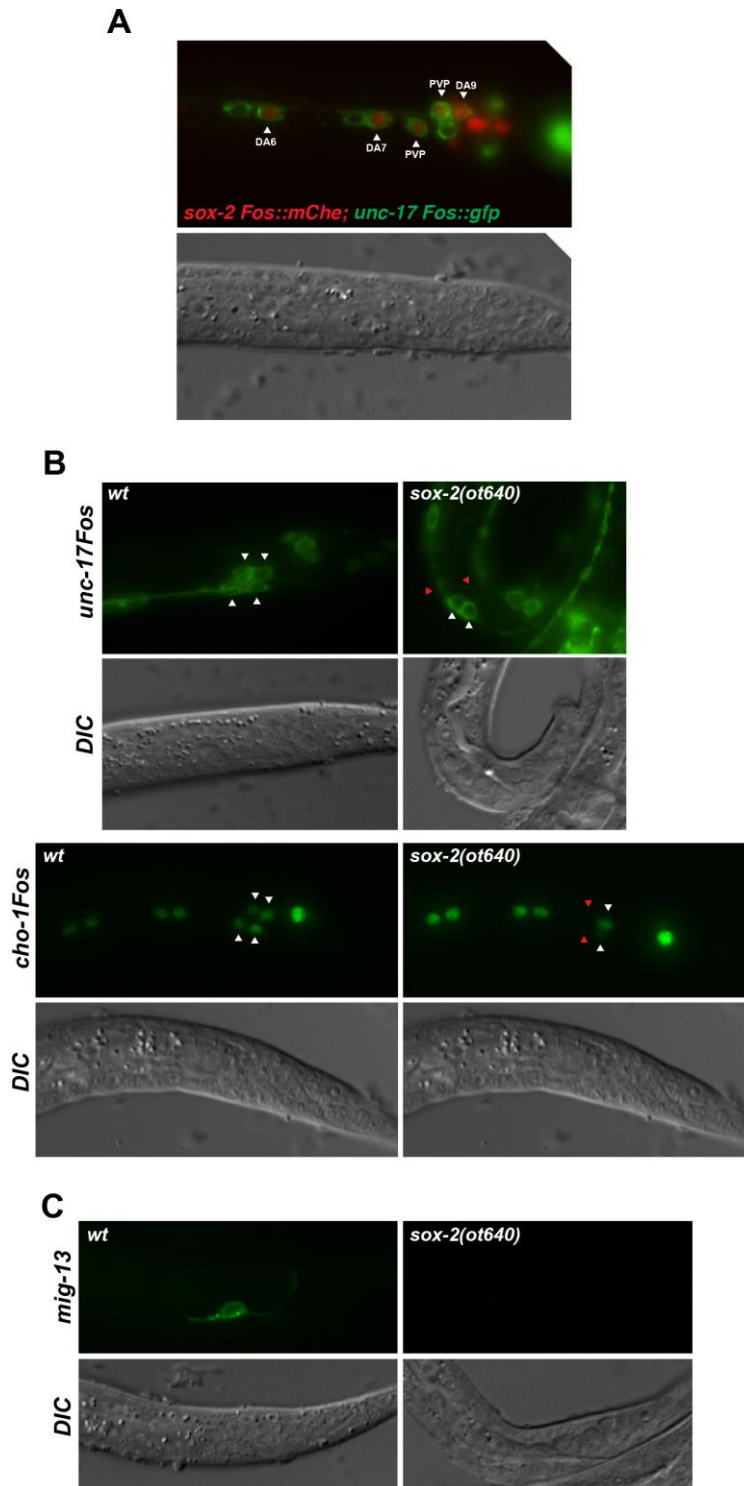 A
PVP DA9
DA6 DA7 PVP
sox-2 Fos::mChe; unc-17 Fos::gfp
B
wt sox-2(ot640)
unc-17Fos
DIC
wt sox-2(ot640)
cho-1Fos
DIC
C
wt sox-2(ot640)
mig-13
DIC